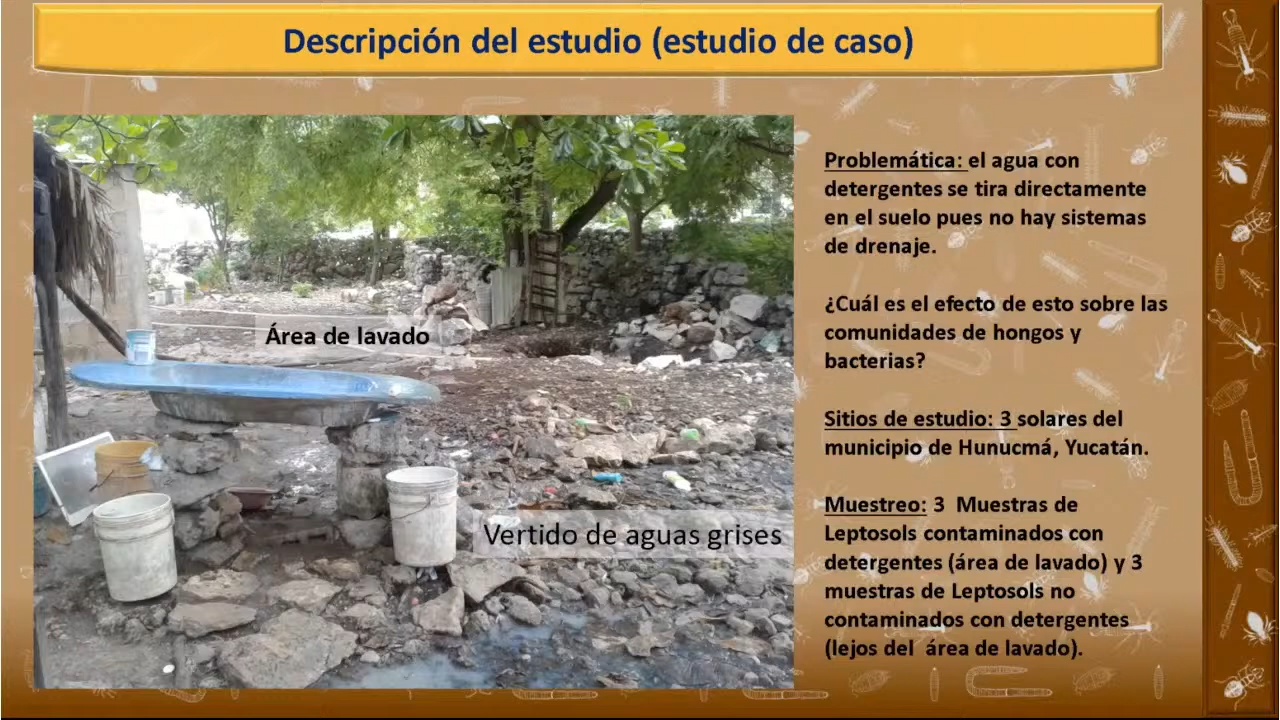 Descripción del estudio (estudio de caso)
Área de lavado
Vertido de aguas grises
Problemática: el agua con
detergentes se tira directamente
en el suelo pues no hay sistemas
de drenaje.
¿Cuál es el efecto de esto sobre las
comunidades de hongos y
bacterias?
Sitios de estudio: 3 solares del
municipio de Hunucmá, Yucatán.
Muestreo: 3 Muestras de
Leptosols contaminados con
detergentes (área de lavado) y 3
muestras de Leptosols no
contaminados con detergentes
(lejos del área de lavado).